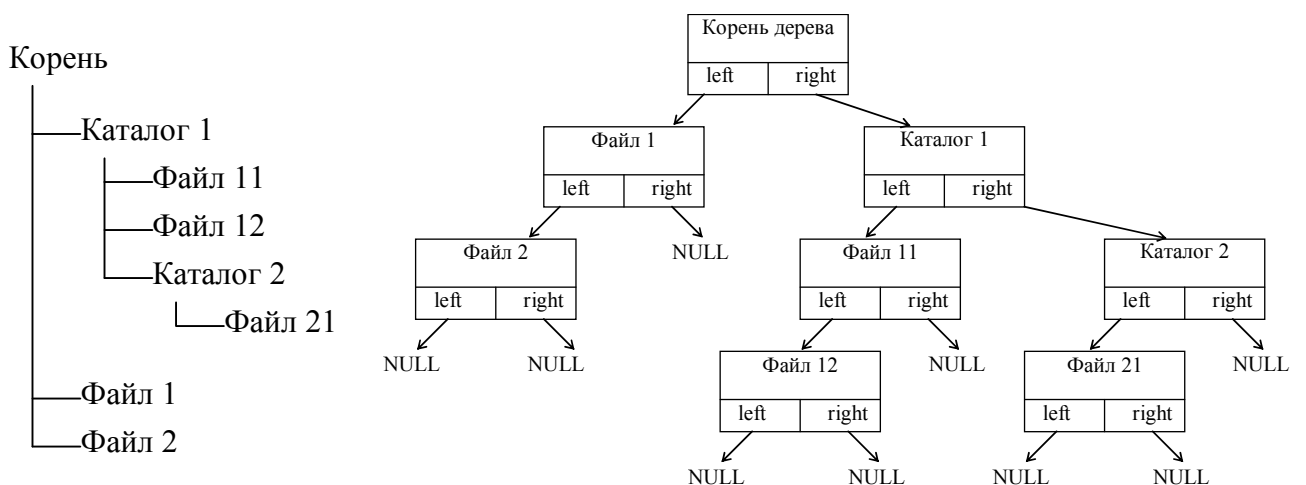 Корень
Каталог 1
Файл 11
Файл 12
Каталог 2
Файл 21
Файл 1
Файл 2
Корень дерева
left right
Файл 1
left right
Каталог 1
left right
Файл 2
left right
NULL
Файл 11
left right
Каталог 2
left right
NULL NULL
Файл 12
left right
NULL
Файл 21
left right
NULL
NULL NULL
NULL NULL